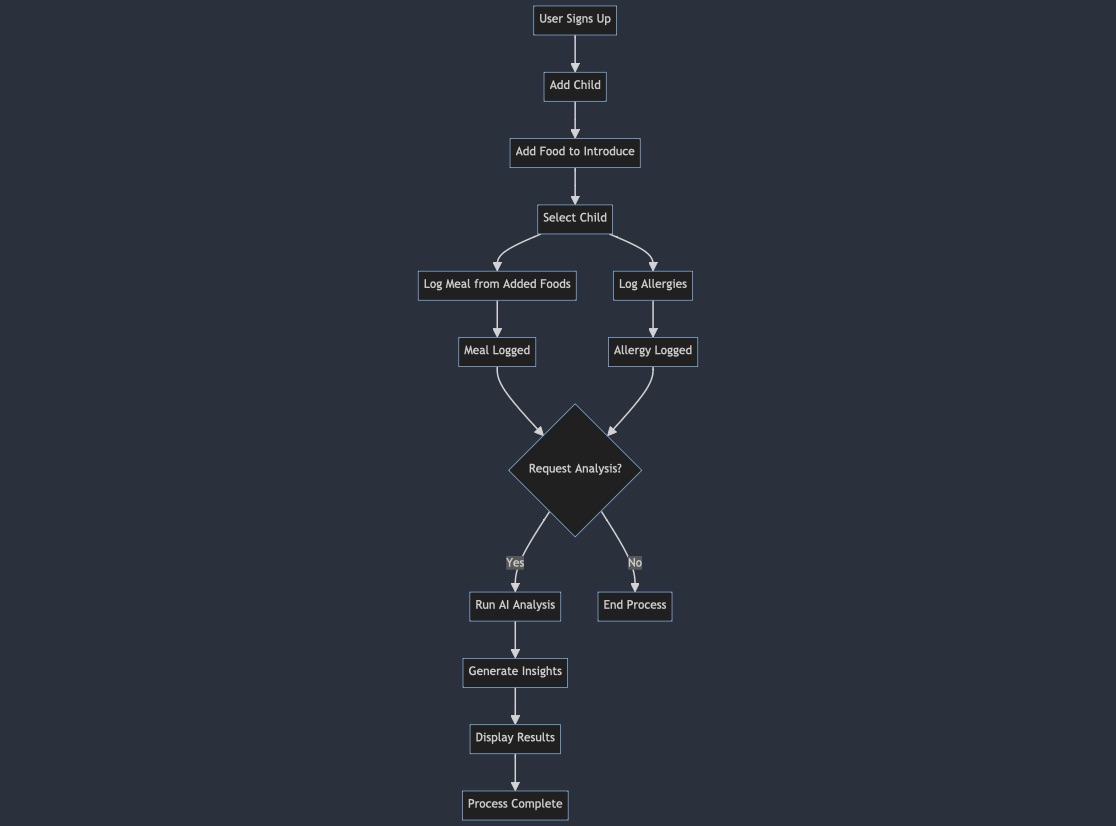 User Signs Up
Add Child
Add Food to Introduce
Select Child
Log Meal from Added Foods
Log Allergies
Meal Logged
Allergy Logged
Request Analysis?
Yes
No
Run AI Analysis
End Process
Generate Insights
Display Results
Process Complete